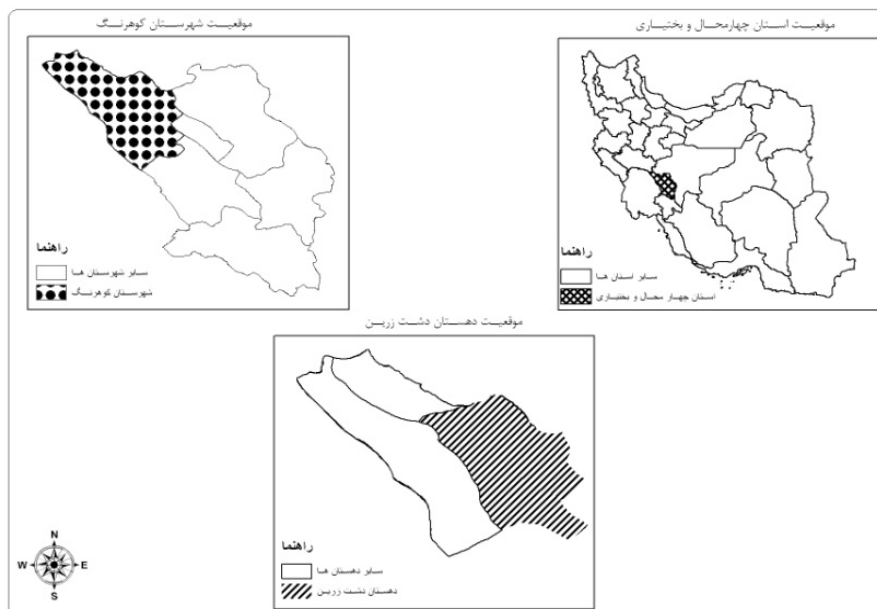 موقعیت استان چهارمحال و بختیاری
راهنما
سایر استان ها
استان چهار محال و بختیاری
موقعیت شهرستان کوهرنگ
راهنما
سایر شهرستان ها
شهرستان کوهرنگ
موقعیت دهستان دشت زرین
راهنما
سایر دهستان ها
دهستان دشت زرین
N
W E
S